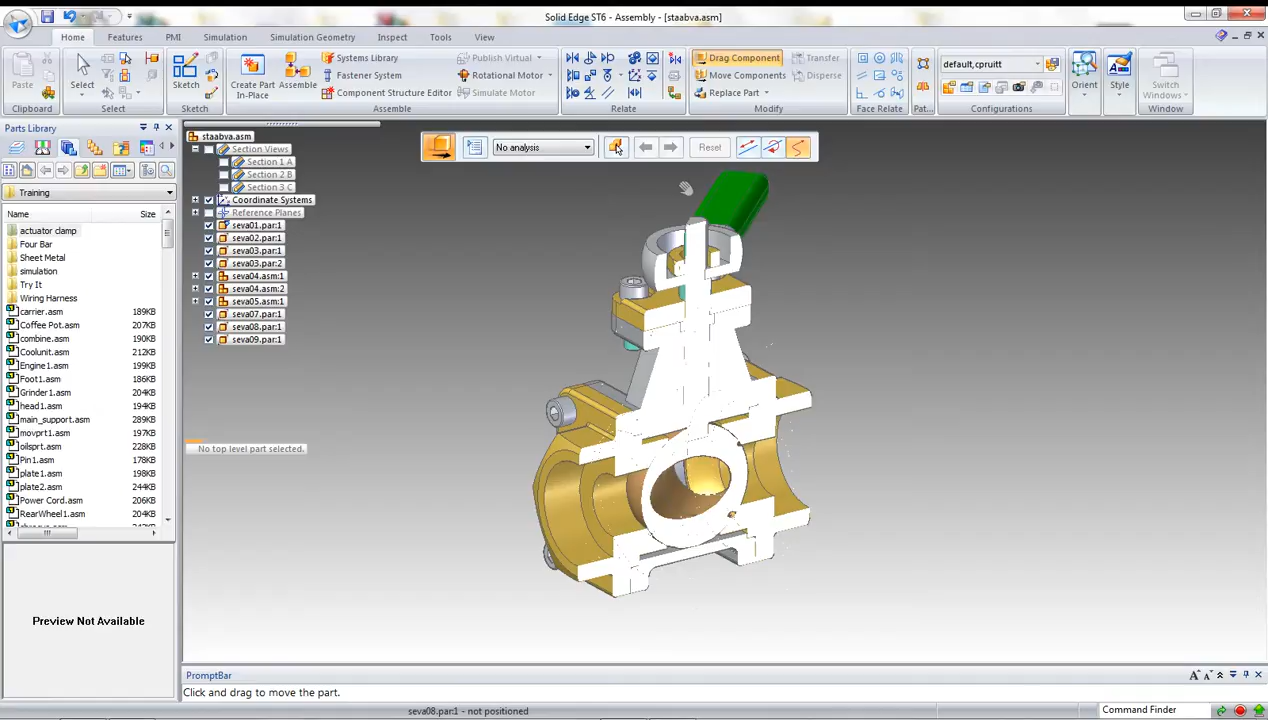 Solid Edge ST6 - Assembly - [staabva.asm]
Home Features PMI Simulation Simulation Geometry Inspect Tools View
Paste
Clipboard
Select
Select
Sketch
Sketch
Create Part In-Place
Assemble
Systems Library
Fastener System
Component Structure Editor
Publish Virtual
Rotational Motor
Simulate Motor
Assemble
Relate
Drag Component
Move Components
Replace Part
Transfer
Disperse
Modify
Face Relate
Pat...
default,cpruitt
Configurations
Orient
Style
Switch Windows
Window
Parts Library
Training
Name Size
actuator clamp
Four Bar
Sheet Metal
simulation
Try It
Wiring Harness
carrier.asm 189KB
Coffee Pot.asm 207KB
combine.asm 190KB
Coolunit.asm 212KB
Engine1.asm 199KB
Foot1.asm 186KB
Grinder1.asm 204KB
head1.asm 194KB
main_support.asm 289KB
movprt1.asm 197KB
oilsprt.asm 228KB
Pin1.asm 178KB
plate1.asm 198KB
plate2.asm 244KB
Power Cord.asm 206KB
RearWheel1.asm 204KB
Preview Not Available
staabva.asm
Section Views
Section 1 A
Section 2 B
Section 3 C
Coordinate Systems
Reference Planes
seva01.par:1
seva02.par:1
seva03.par:1
seva03.par:2
seva04.asm:1
seva04.asm:2
seva05.asm:1
seva07.par:1
seva08.par:1
seva09.par:1
No top level part selected.
No analysis
Reset
PromptBar
Click and drag to move the part.
seva08.par:1 - not positioned
Command Finder